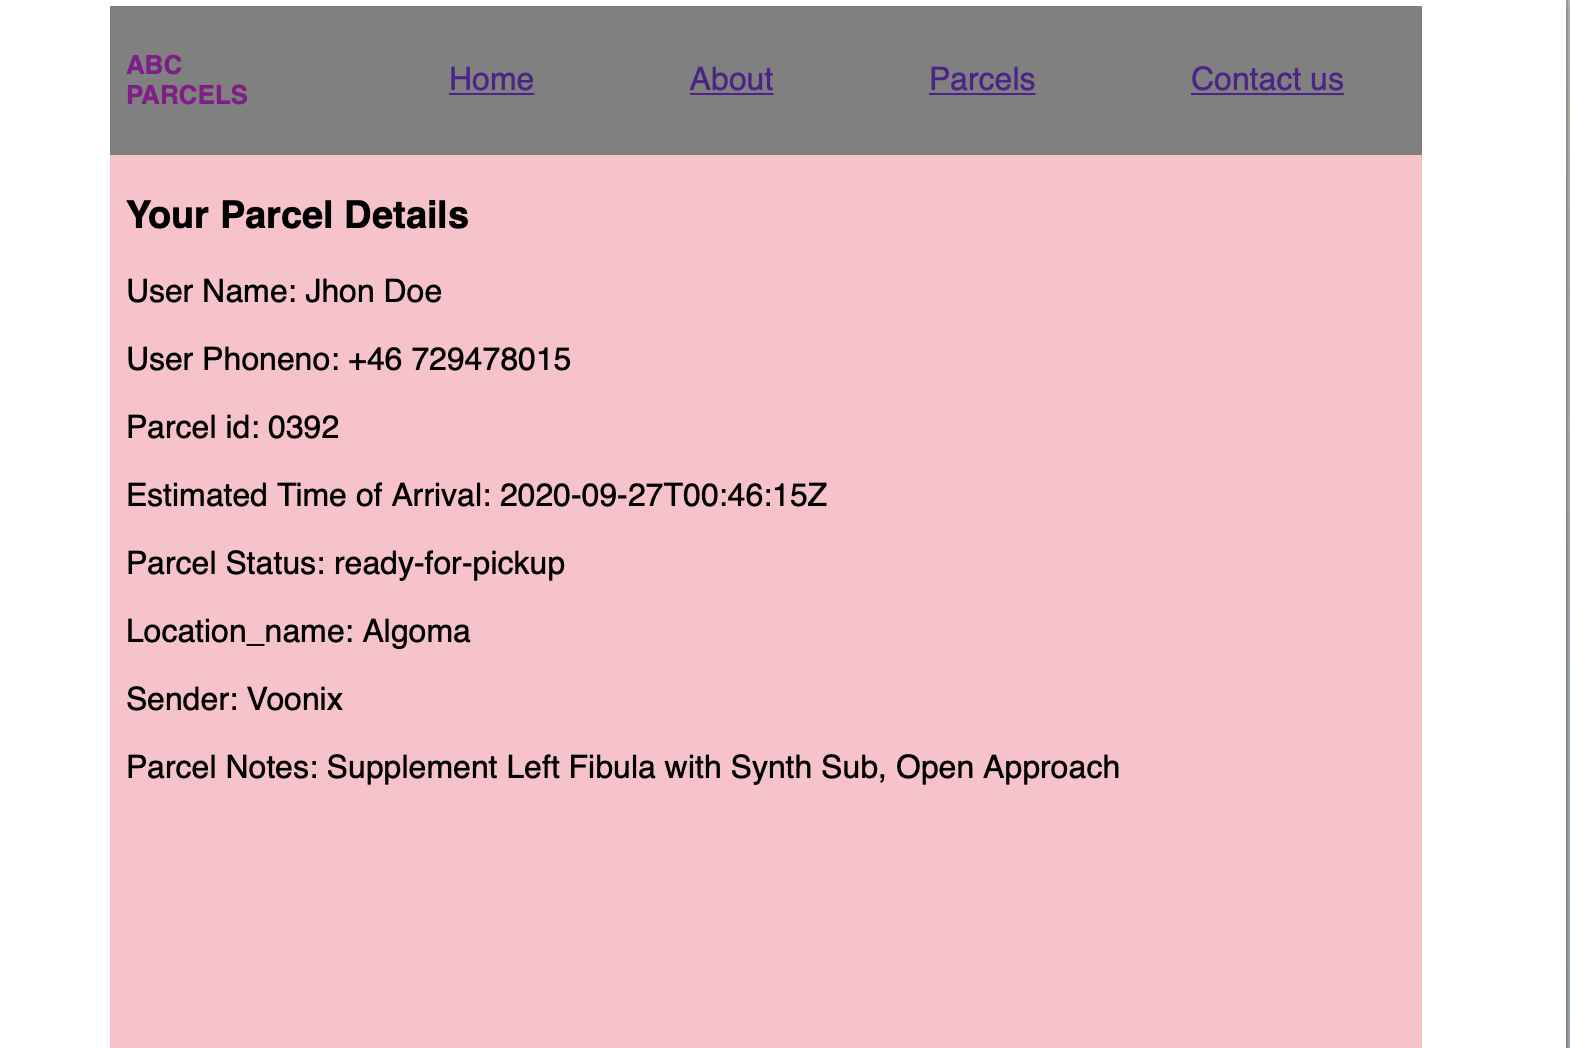 ABC
PARCELS
Home About Parcels Contact us
Your Parcel Details
User Name: Jhon Doe
User Phoneno: +46 729478015
Parcel id: 0392
Estimated Time of Arrival: 2020-09-27T00:46:15Z
Parcel Status: ready-for-pickup
Location_name: Algoma
Sender: Voonix
Parcel Notes: Supplement Left Fibula with Synth Sub, Open Approach